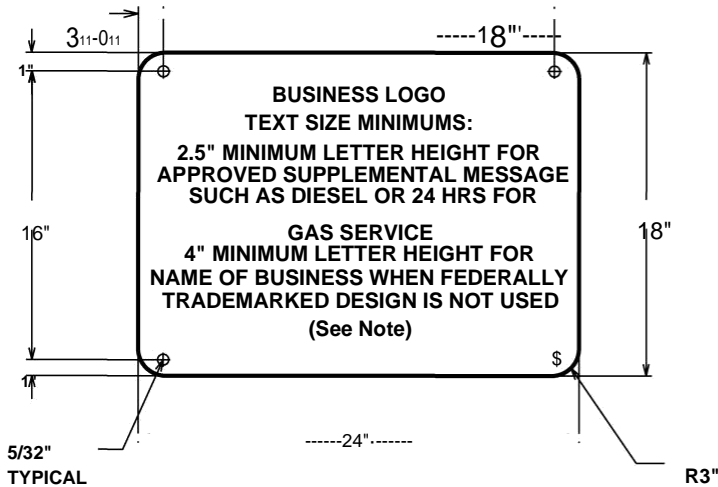 3₁₁-0₁₁
-----18"'-----
1"
BUSINESS LOGO
TEXT SIZE MINIMUMS:
2.5" MINIMUM LETTER HEIGHT FOR
APPROVED SUPPLEMENTAL MESSAGE
SUCH AS DIESEL OR 24 HRS FOR
16"
18"
GAS SERVICE
4" MINIMUM LETTER HEIGHT FOR
NAME OF BUSINESS WHEN FEDERALLY
TRADEMARKED DESIGN IS NOT USED
(See Note)
$
1"
------24"-------
5/32"
TYPICAL
R3"